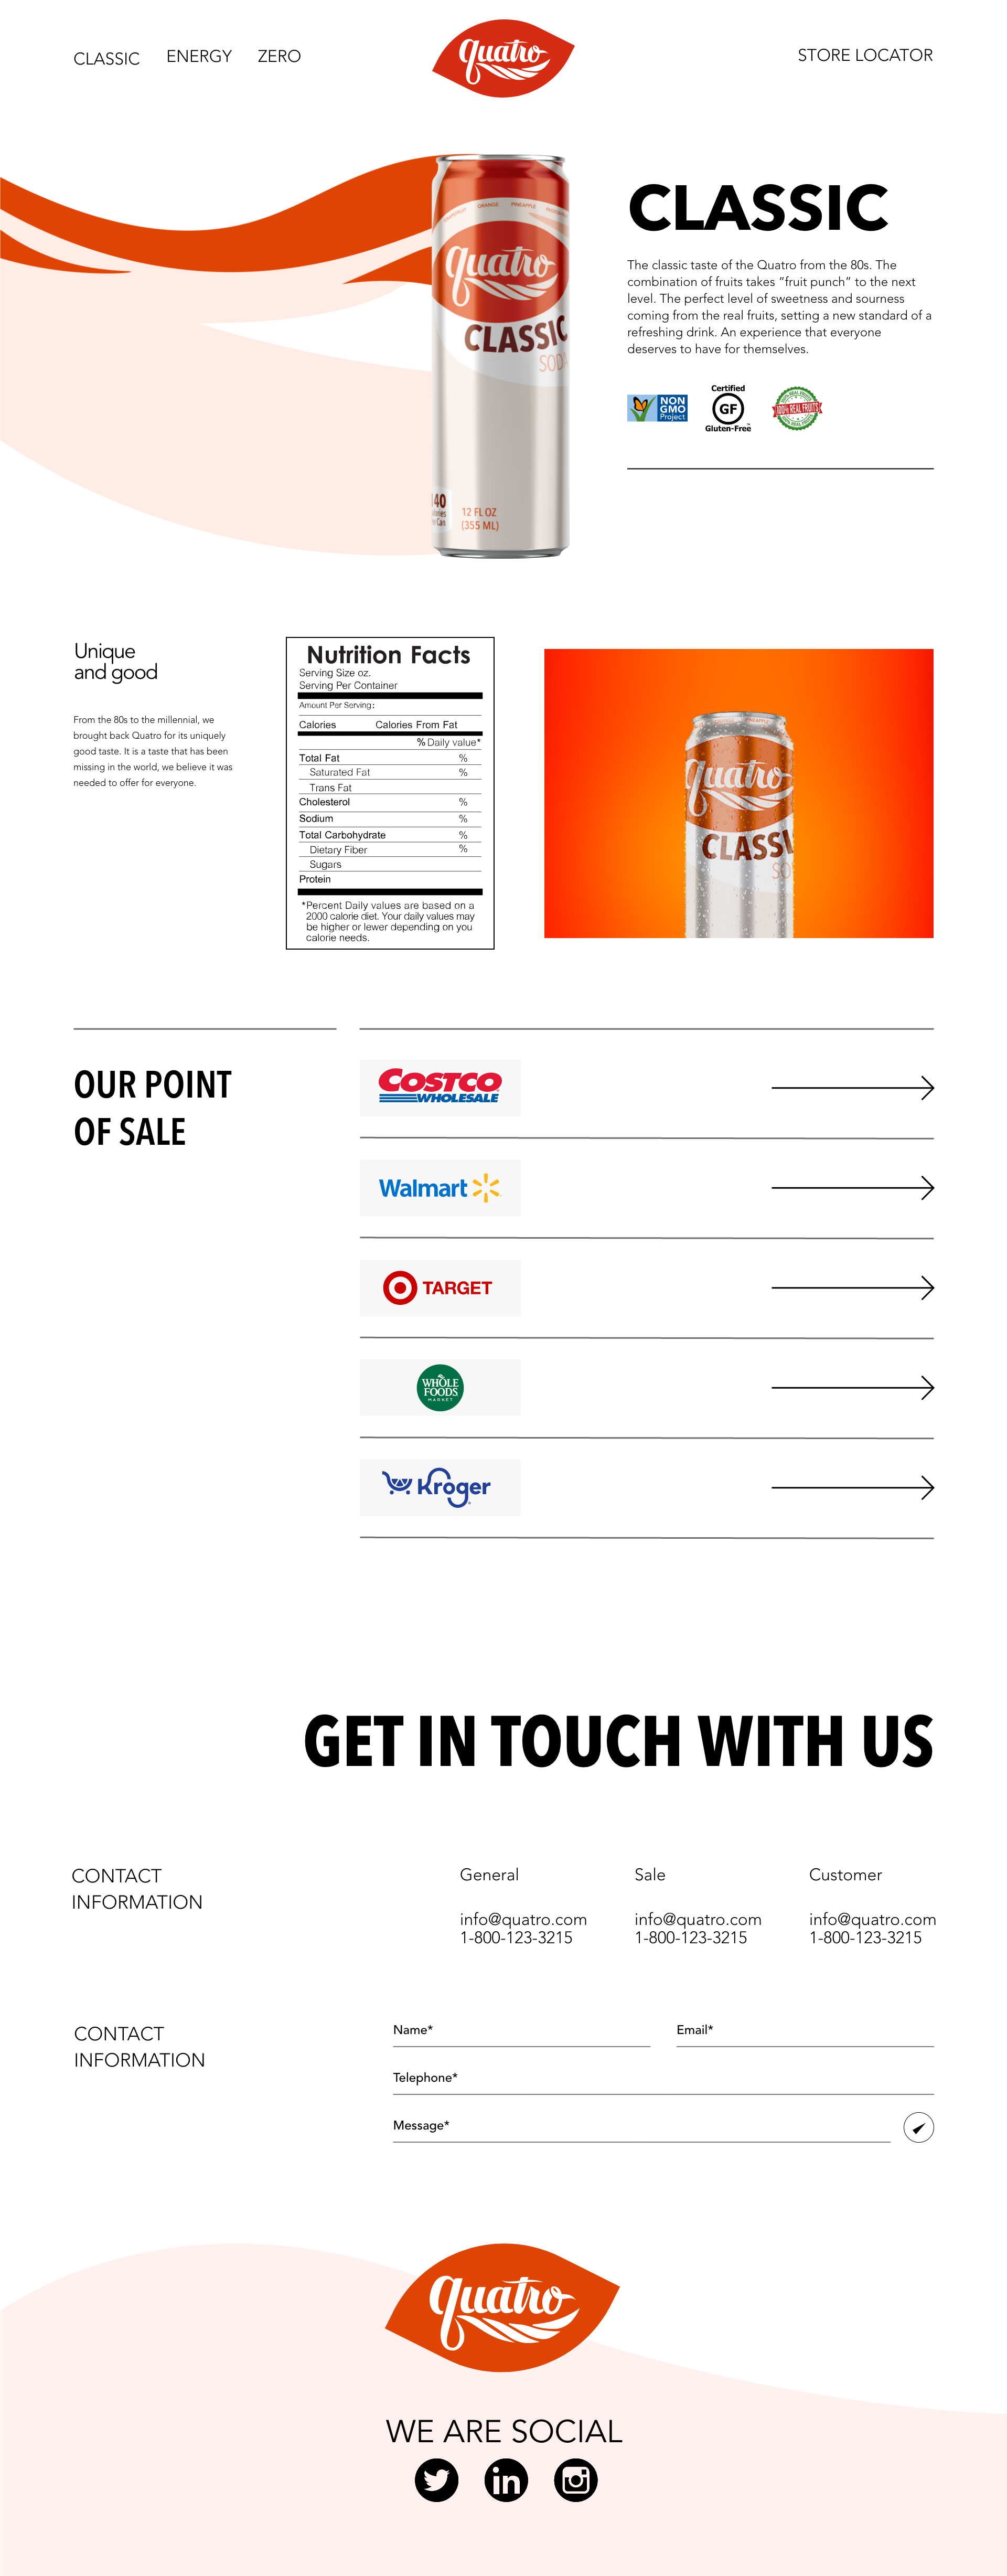 CLASSIC
ENERGY
ZERO
quatro
STORE LOCATOR
ORANGE
PINEAPPLE
quatro
CLASSIC
SODA
40
12 FL OZ
(355 ML)
CLASSIC
The classic taste of the Quatro from the 80s. The
combination of fruits takes “fruit punch” to the next
level. The perfect level of sweetness and sourness
coming from the real fruits, setting a new standard of a
refreshing drink. An experience that everyone
deserves to have for themselves.
NON
GMO
Project
Certified
GF
Gluten-Free
100% REAL FRUITS
Unique
and good
From the 80s to the millennial, we
brought back Quatro for its uniquely
good taste. It is a taste that has been
missing in the world, we believe it was
needed to offer for everyone.
Nutrition Facts
Serving Size oz.
Serving Per Container
Amount Per Serving:
Calories Calories From Fat
% Daily value*
Total Fat %
Saturated Fat %
Trans Fat
Cholesterol %
Sodium %
Total Carbohydrate %
Dietary Fiber %
Sugars
Protein
*Percent Daily values are based on a
2000 calorie diet. Your daily values may
be higher or lewer depending on you
calorie needs.
quatro
CLASSI
SO
OUR POINT
OF SALE
COSTCO
WHOLESALE
Walmart
TARGET
WHOLE
FOODS
MARKET
Kroger
GET IN TOUCH WITH US
CONTACT
INFORMATION
General
info@quatro.com
1-800-123-3215
Sale
info@quatro.com
1-800-123-3215
Customer
info@quatro.com
1-800-123-3215
CONTACT
INFORMATION
Name*
Email*
Telephone*
Message*
quatro
WE ARE SOCIAL
in